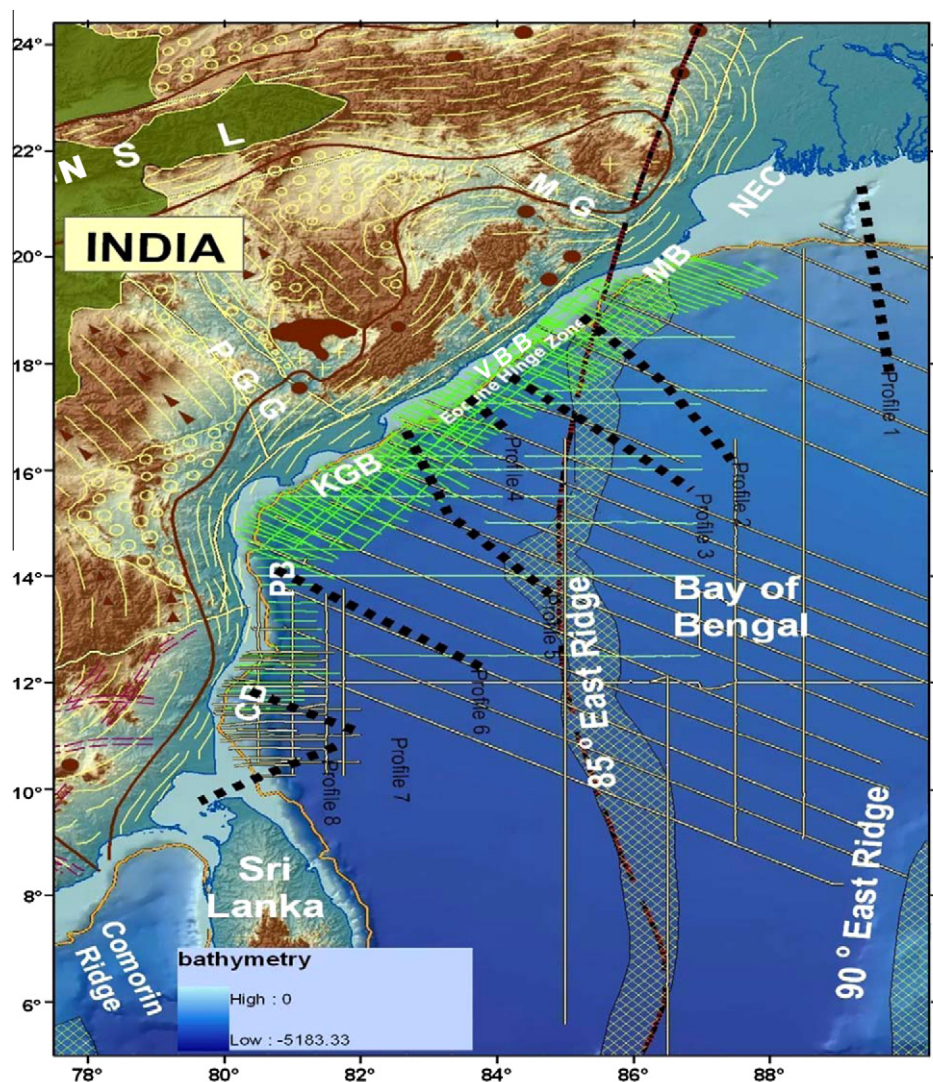 24°
22°
20°
18°
16°
14°
12°
10°
8°
6°
N S L
INDIA
M G
NEC
MB
P G G
V B B
Eocene Hinge Zone
KGB
PB
CB
Profile 1
Profile 2
Profile 3
Profile 4
Profile 5
Profile 6
Profile 7
Profile 8
Bay of
Bengal
85° East Ridge
90° East Ridge
Sri
Lanka
Comorin
Ridge
bathymetry
High : 0
Low : -5183.33
78° 80° 82° 84° 86° 88°